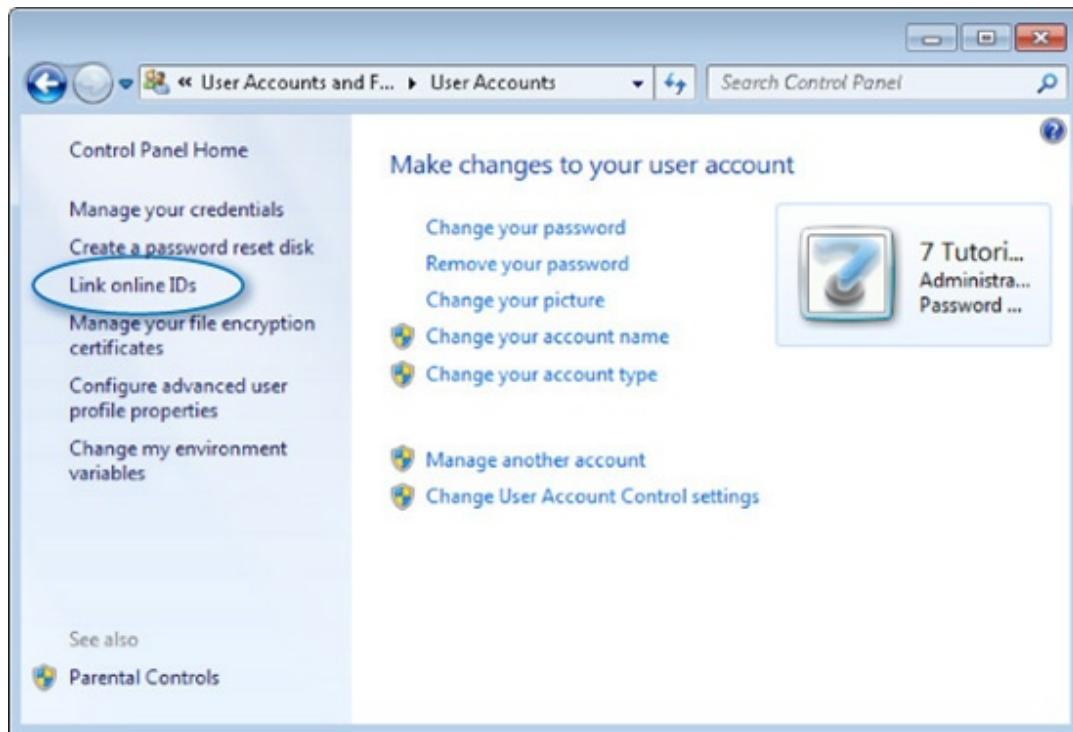 « User Accounts and F... ▸ User Accounts
Search Control Panel
Control Panel Home
Manage your credentials
Create a password reset disk
Link online IDs
Manage your file encryption
certificates
Configure advanced user
profile properties
Change my environment
variables
See also
Parental Controls
Make changes to your user account
Change your password
Remove your password
Change your picture
Change your account name
Change your account type
Manage another account
Change User Account Control settings
7 Tutori...
Administra...
Password ...